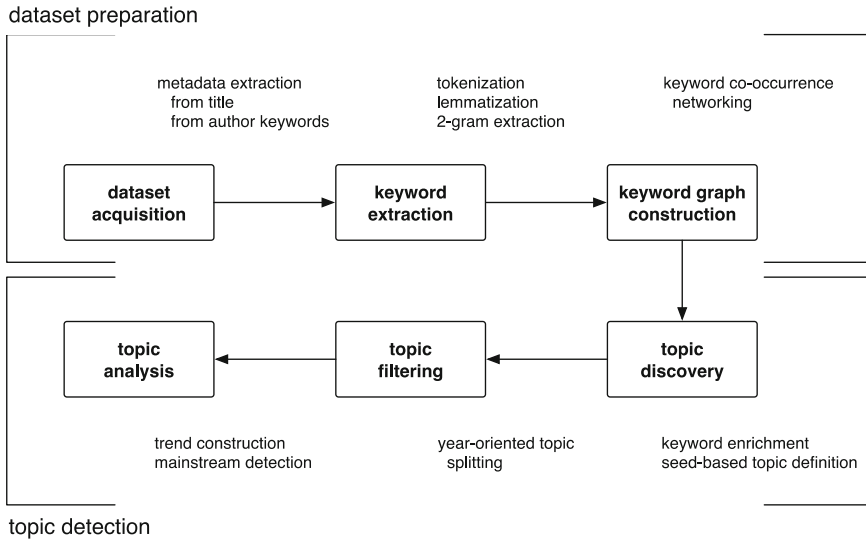 dataset preparation
metadata extraction
from title
from author keywords
tokenization
lemmatization
2-gram extraction
keyword co-occurrence
networking
dataset
acquisition
keyword
extraction
keyword graph
construction
topic
analysis
topic
filtering
topic
discovery
trend construction
mainstream detection
year-oriented topic
splitting
keyword enrichment
seed-based topic definition
topic detection